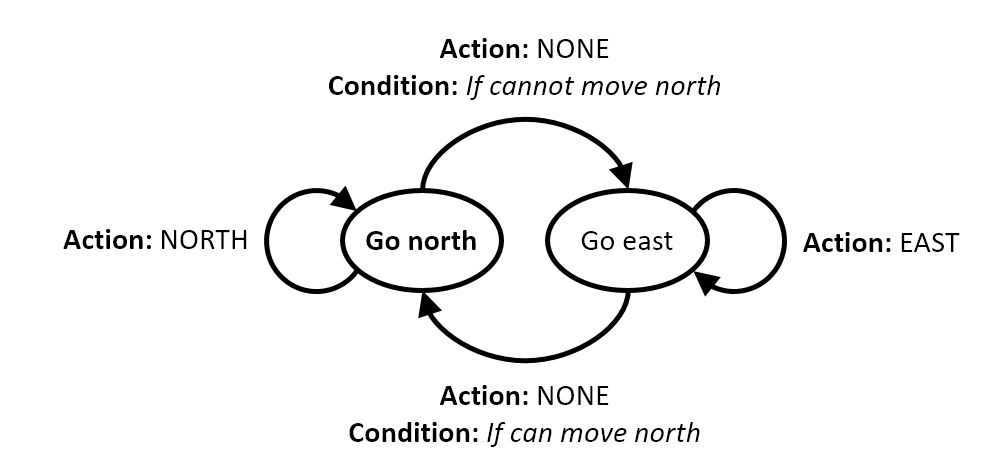 Action: NONE
Condition: If cannot move north
Action: NORTH
Go north
Go east
Action: EAST
Action: NONE
Condition: If can move north